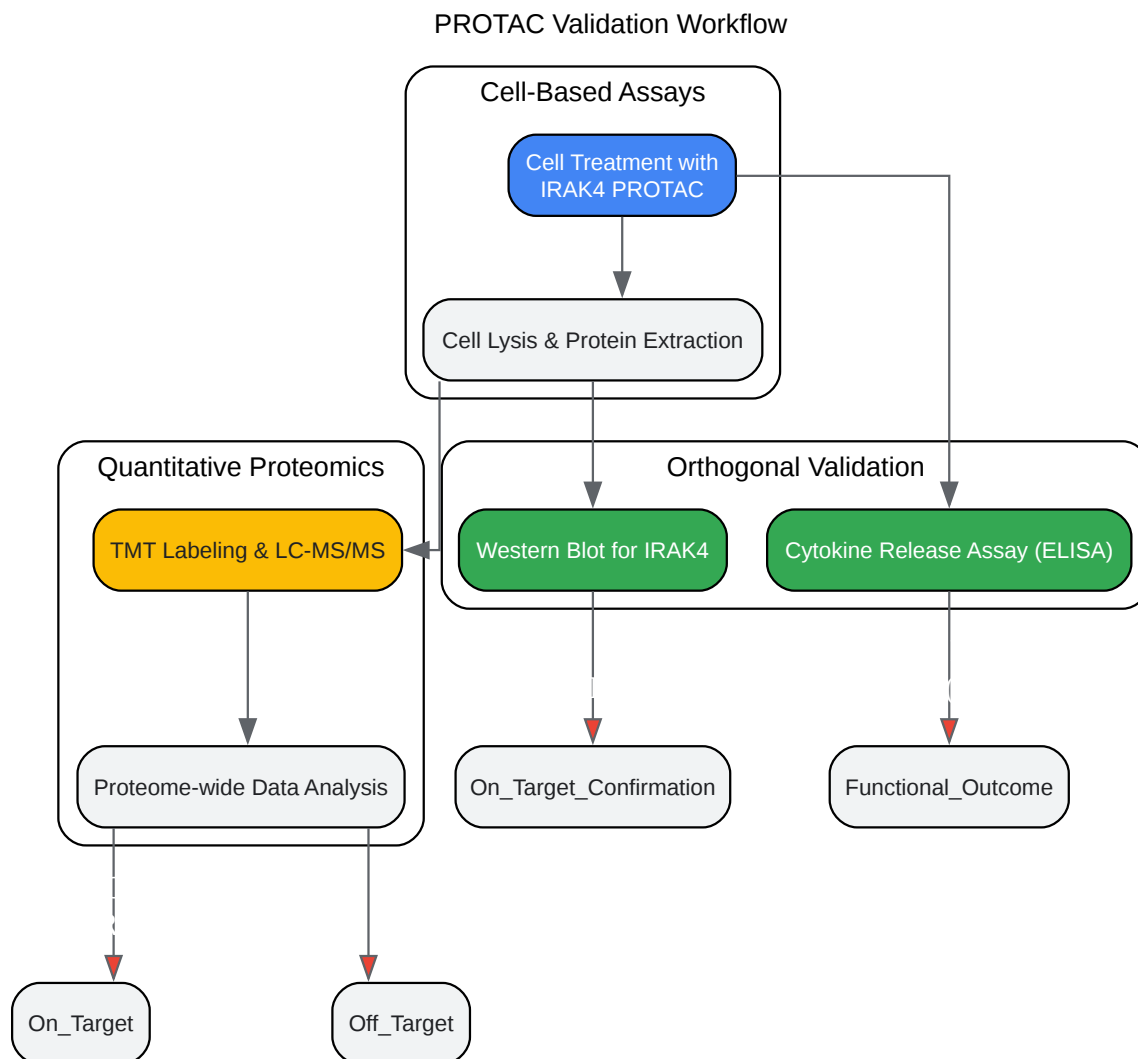 PROTAC Validation Workflow
Cell-Based Assays
Cell Treatment with
IRAK4 PROTAC
Cell Lysis & Protein Extraction
Quantitative Proteomics
Orthogonal Validation
TMT Labeling & LC-MS/MS
Western Blot for IRAK4
Cytokine Release Assay (ELISA)
Proteome-wide Data Analysis
On_Target_Confirmation
Functional_Outcome
On_Target
Off_Target